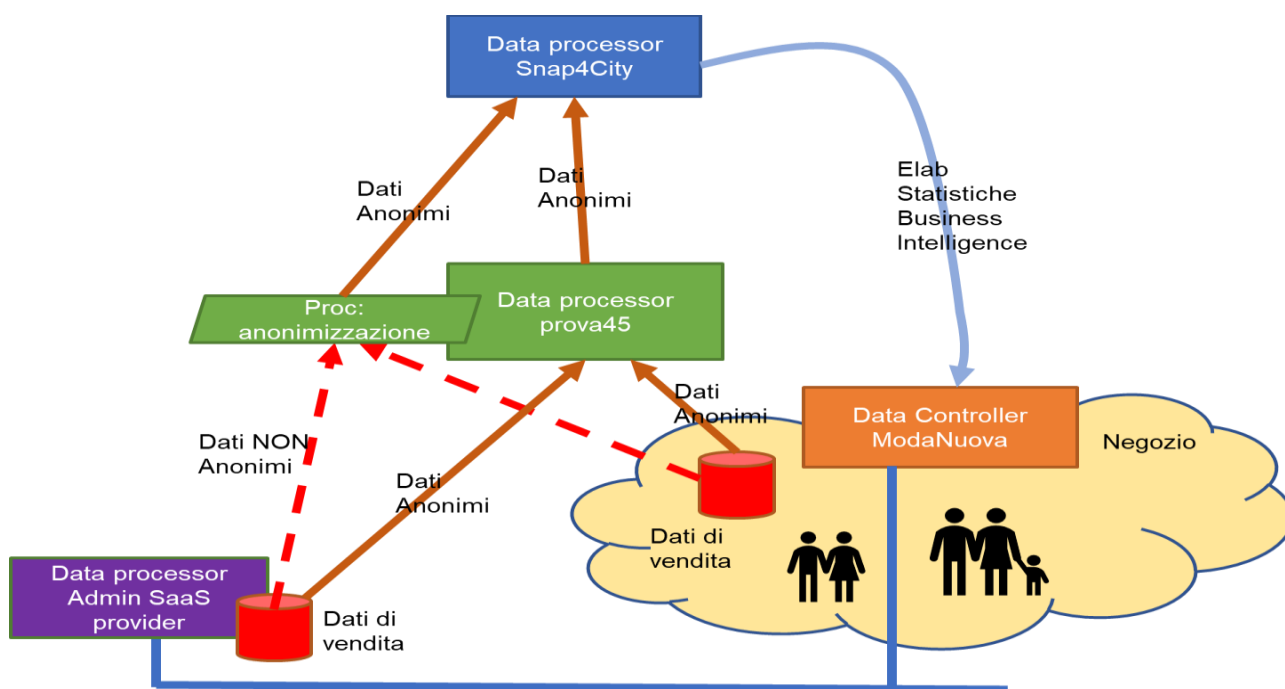 Data processor
Snap4City
Dati
Anonimi
Dati
Anonimi
Elab
Statistiche
Business
Intelligence
Proc:
anonimizzazione
Data processor
prova45
Dati
Anonimi
Data Controller
ModaNuova
Negozio
Dati NON
Anonimi
Dati
Anonimi
Dati di
vendita
Data processor
Admin SaaS
provider
Dati di
vendita